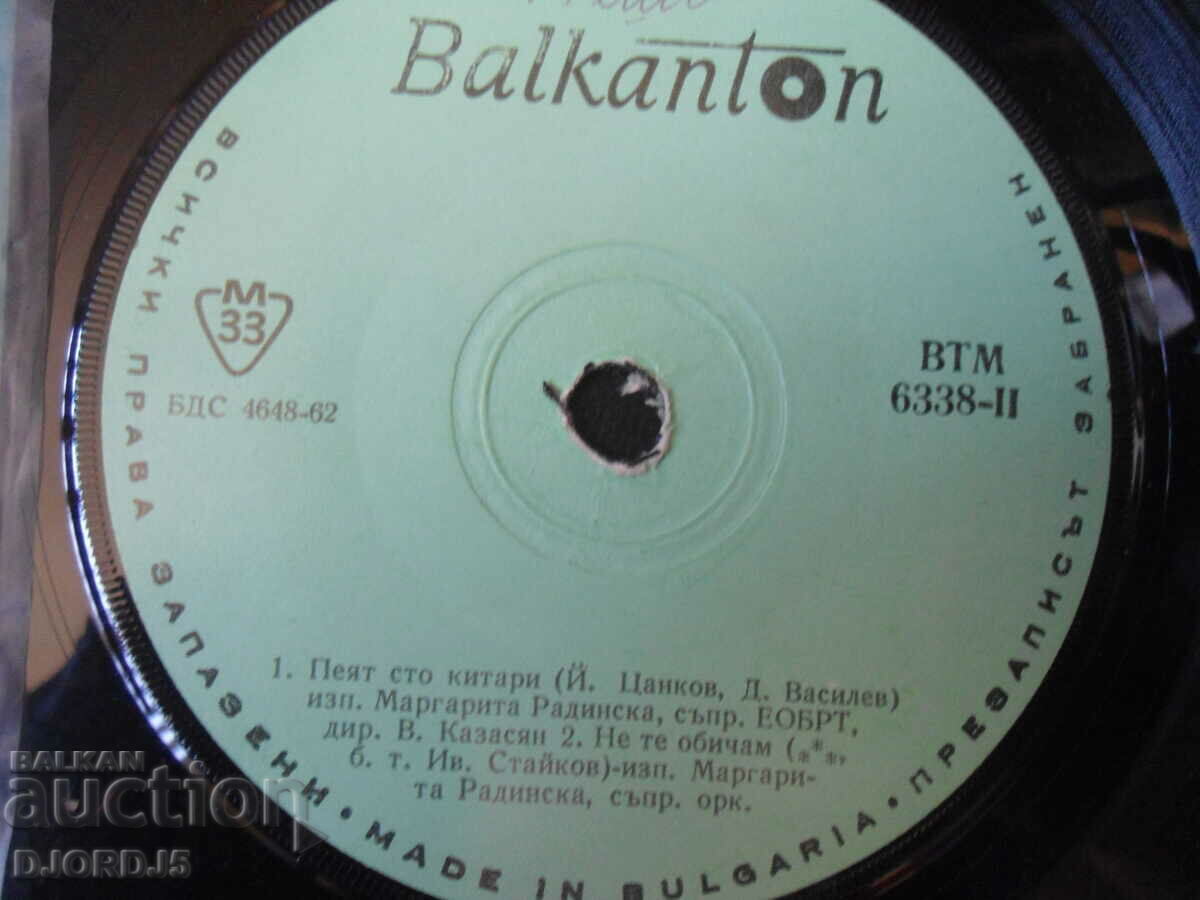 Balkanton
ВСИЧКИ ПРАВА ЗАПАЗЕНИ • MADE IN BULGARIA • ПРЕЗАПИСЪТ ЗАБРАНЕН
М
33
БДС 4648-62
ВТМ
6338-II
1. Пеят сто китари (Й. Цанков, Д. Василев)
изп. Маргарита Радинска, съпр. ЕОБРТ,
дир. В. Казасян 2. Не те обичам (***,
б. т. Ив. Стайков)-изп. Маргари-
та Радинска, съпр. орк.
BALKAN
auction
DJORD_J5